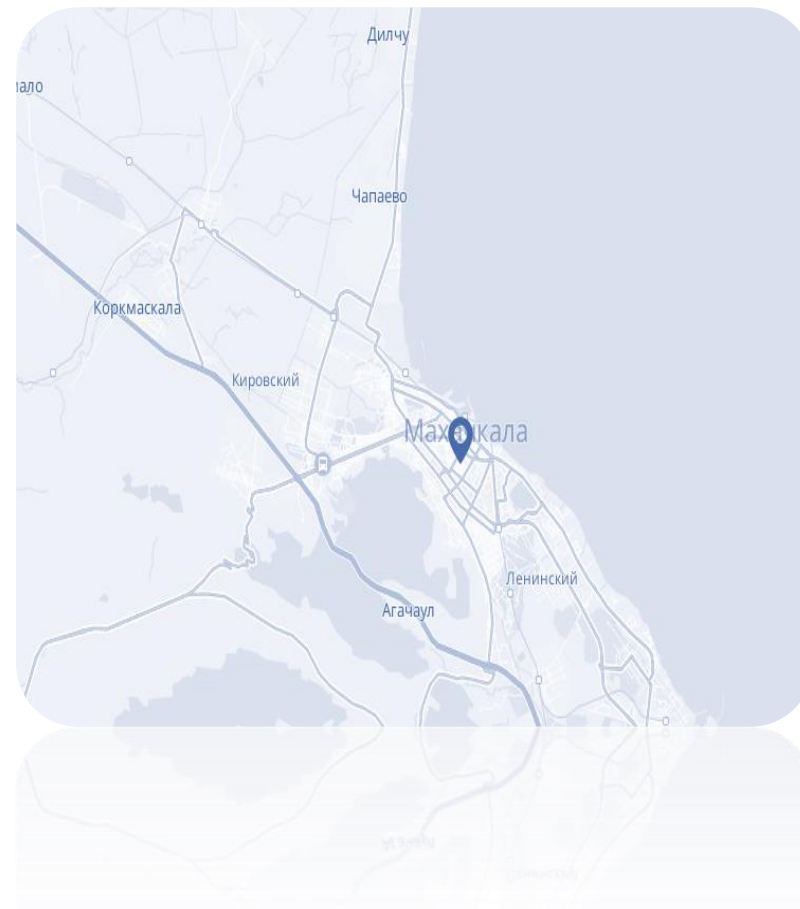 Дилчу
Чапаево
Коркмаскала
Кировский
Махачкала
Ленинский
Агачаул